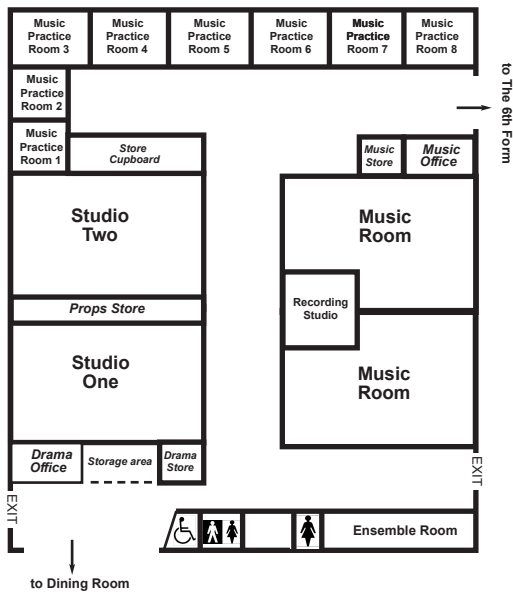 Music
Practice
Room 3
Music
Practice
Room 4
Music
Practice
Room 5
Music
Practice
Room 6
Music
Practice
Room 7
Music
Practice
Room 8
Music
Practice
Room 2
to The 6th Form
Music
Practice
Room 1
Store
Cupboard
Music
Store
Music
Office
Studio
Two
Music
Room
Props Store
Recording
Studio
Studio
One
Music
Room
Drama
Office
Storage area
Drama
Store
EXIT
EXIT
Ensemble Room
to Dining Room